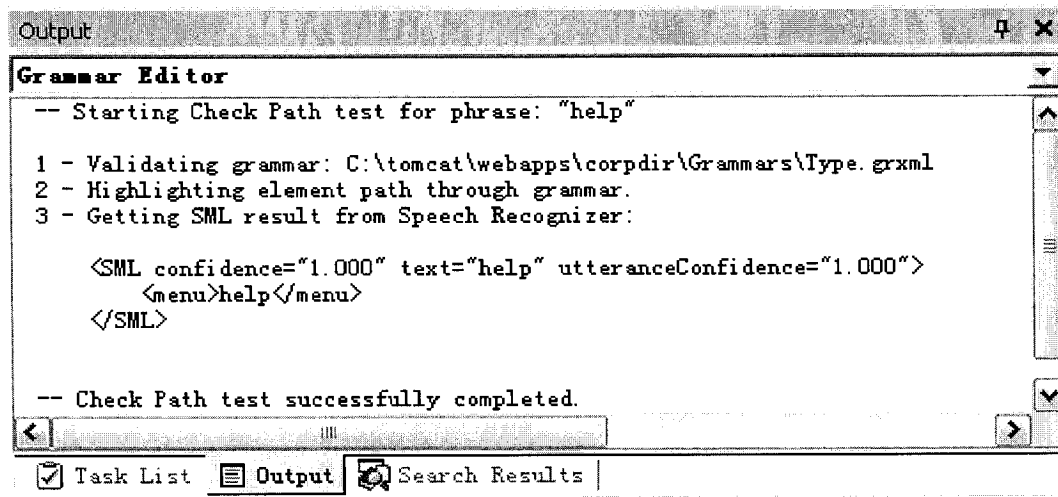 Output
Grammar Editor
-- Starting Check Path test for phrase: "help"
1 - Validating grammar: C:\tomcat\webapps\corpdir\Grammars\Type.grxml
2 - Highlighting element path through grammar.
3 - Getting SML result from Speech Recognizer:
<SML confidence="1.000" text="help" utteranceConfidence="1.000">
<menu>help</menu>
</SML>
-- Check Path test successfully completed.
Task List Output Search Results